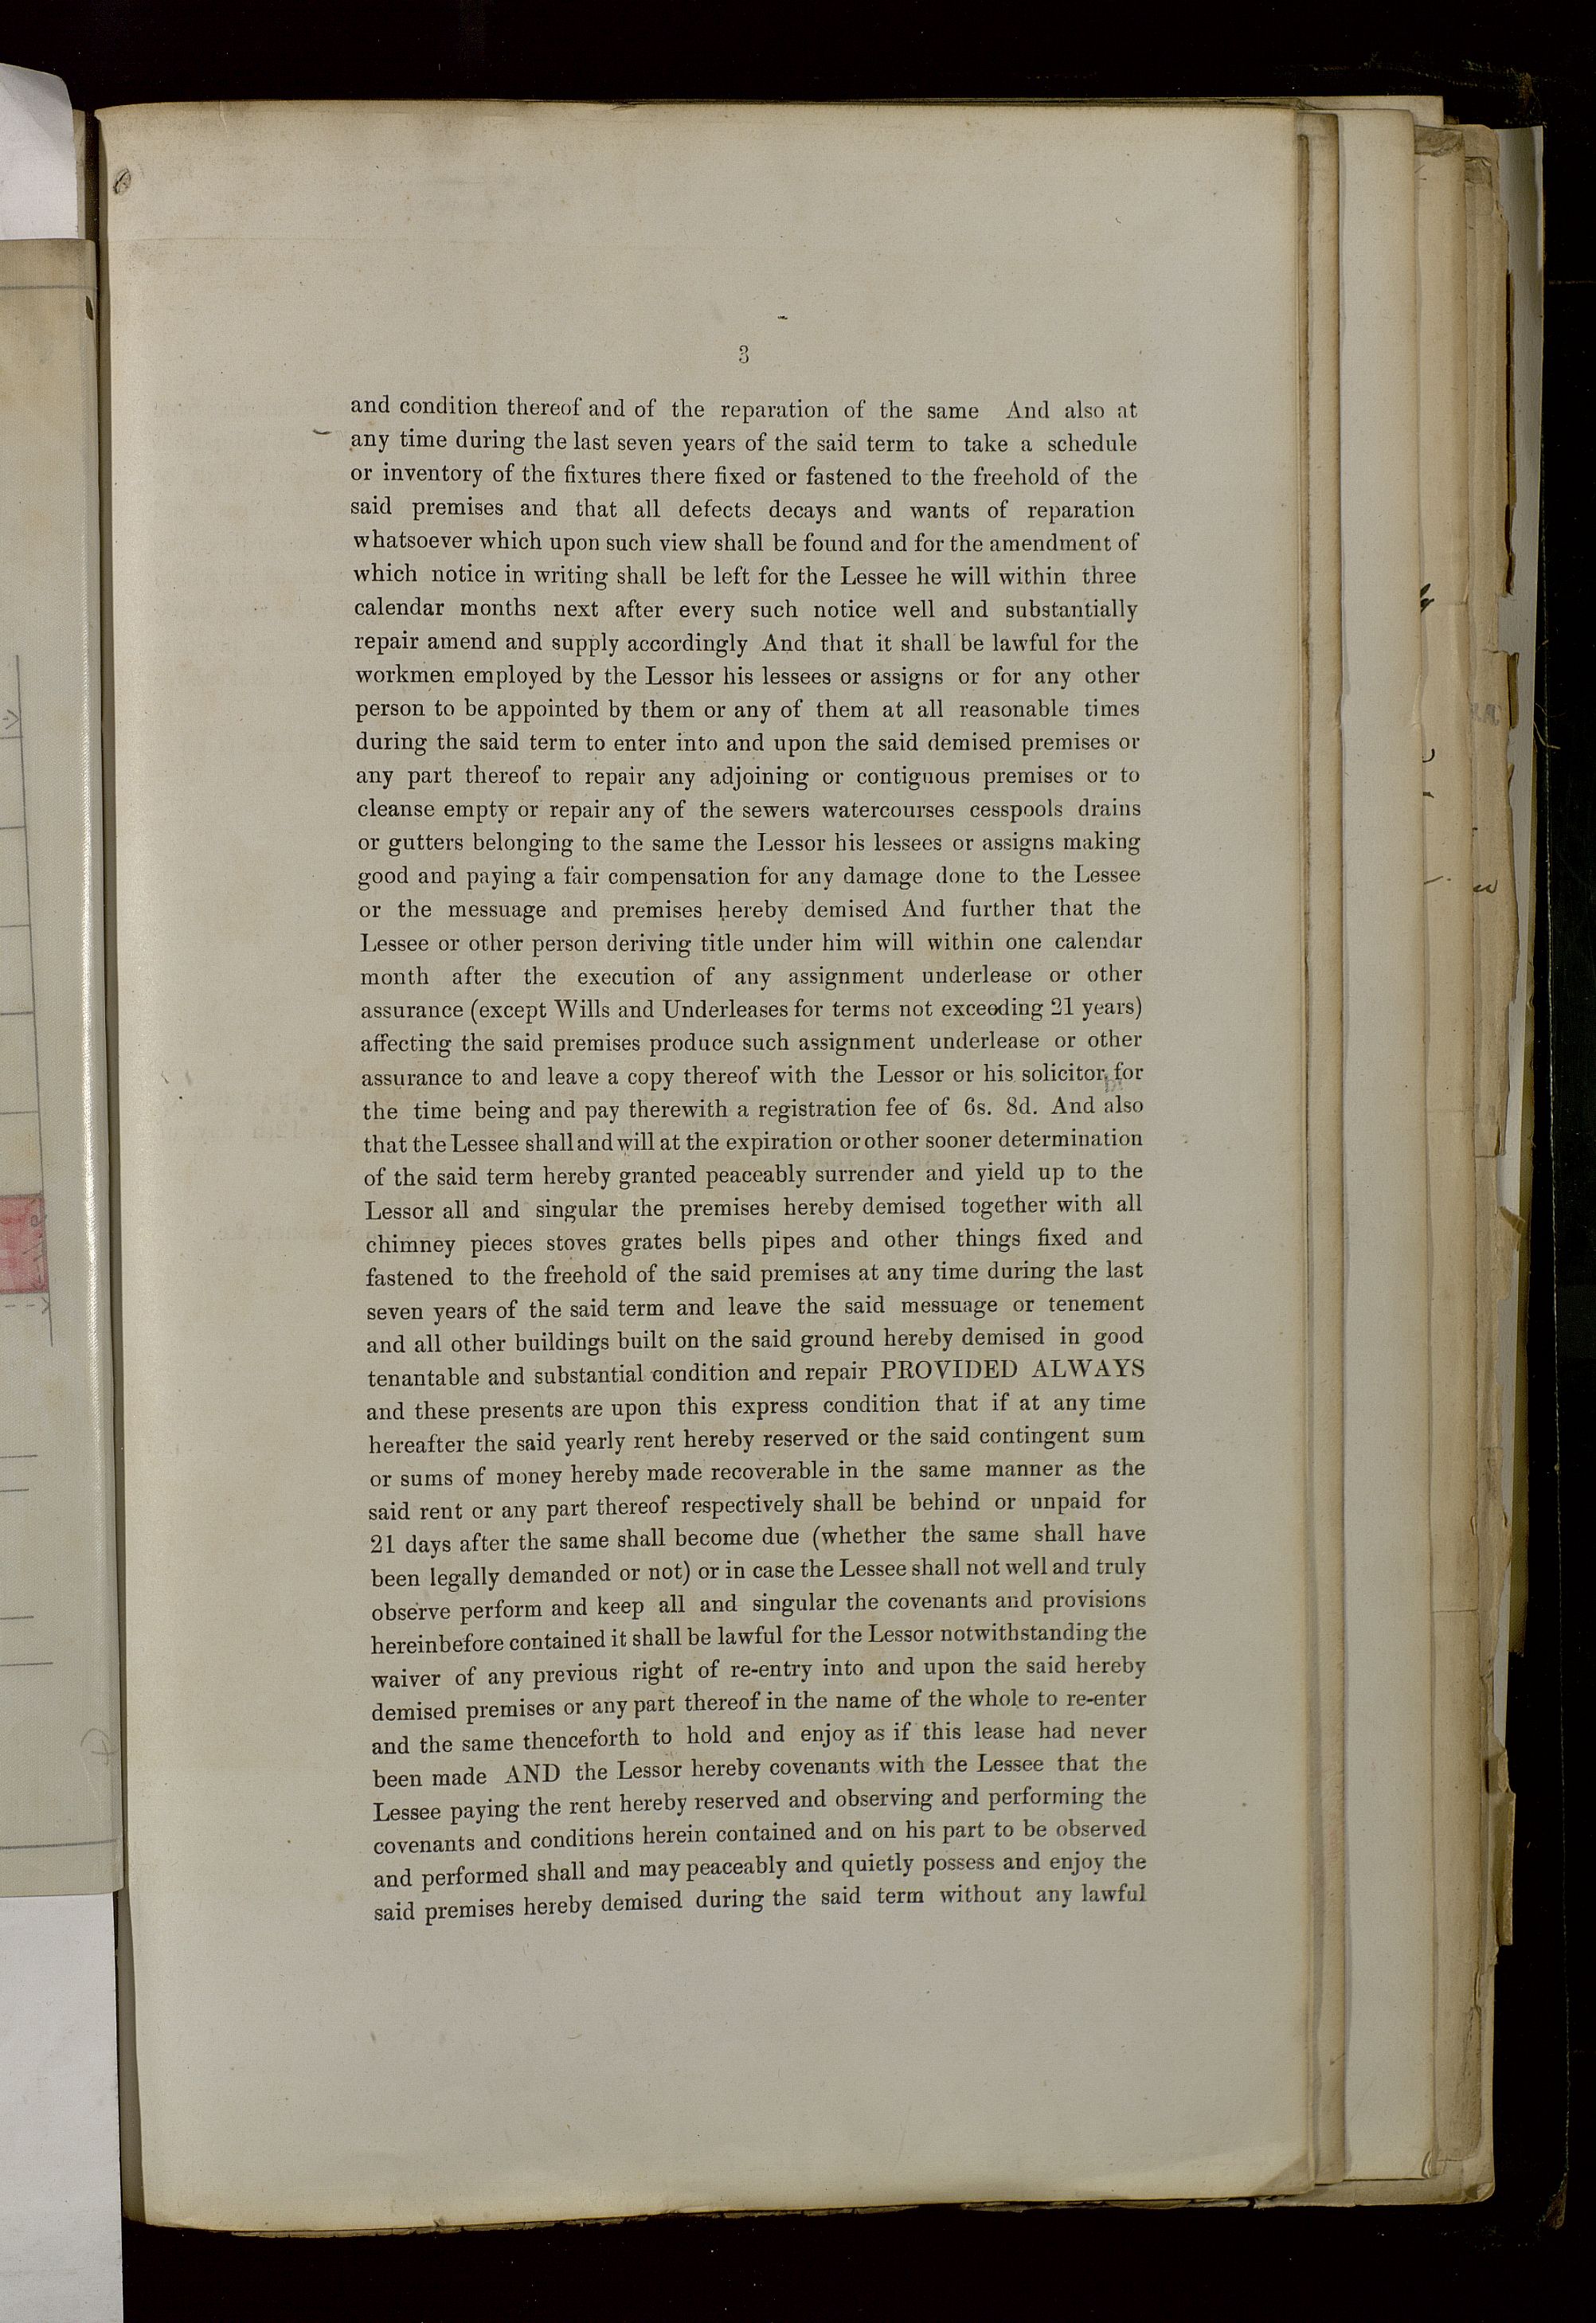 3
and condition thereof and of the reparation of the same And also at
any time during the last seven years of the said term to take a schedule
or inventory of the fixtures there fixed or fastened to the freehold of the
said premises and that all defects decays and wants of reparation
whatsoever which upon such view shall be found and for the amendment of
which notice in writing shall be left for the Lessee he will within three
calendar months next after every such notice well and substantially
repair amend and supply accordingly And that it shall be lawful for the
workmen employed by the Lessor his lessees or assigns or for any other
person to be appointed by them or any of them at all reasonable times
during the said term to enter into and upon the said demised premises or
any part thereof to repair any adjoining or contiguous premises or to
cleanse empty or repair any of the sewers watercourses cesspools drains
or gutters belonging to the same the Lessor his lessees or assigns making
good and paying a fair compensation for any damage done to the Lessee
or the messuage and premises hereby demised And further that the
Lessee or other person deriving title under him will within one calendar
month after the execution of any assignment underlease or other
assurance (except Wills and Underleases for terms not exceeding 21 years)
affecting the said premises produce such assignment underlease or other
assurance to and leave a copy thereof with the Lessor or his solicitor for
the time being and pay therewith a registration fee of 6s. 8d. And also
that the Lessee shall and will at the expiration or other sooner determination
of the said term hereby granted peaceably surrender and yield up to the
Lessor all and singular the premises hereby demised together with all
chimney pieces stoves grates bells pipes and other things fixed and
fastened to the freehold of the said premises at any time during the last
seven years of the said term and leave the said messuage or tenement
and all other buildings built on the said ground hereby demised in good
tenantable and substantial condition and repair PROVIDED ALWAYS
and these presents are upon this express condition that if at any time
hereafter the said yearly rent hereby reserved or the said contingent sum
or sums of money hereby made recoverable in the same manner as the
said rent or any part thereof respectively shall be behind or unpaid for
21 days after the same shall become due (whether the same shall have
been legally demanded or not) or in case the Lessee shall not well and truly
observe perform and keep all and singular the covenants and provisions
hereinbefore contained it shall be lawful for the Lessor notwithstanding the
waiver of any previous right of re-entry into and upon the said hereby
demised premises or any part thereof in the name of the whole to re-enter
and the same thenceforth to hold and enjoy as if this lease had never
been made AND the Lessor hereby covenants with the Lessee that the
Lessee paying the rent hereby reserved and observing and performing the
covenants and conditions herein contained and on his part to be observed
and performed shall and may peaceably and quietly possess and enjoy the
said premises hereby demised during the said term without any lawful